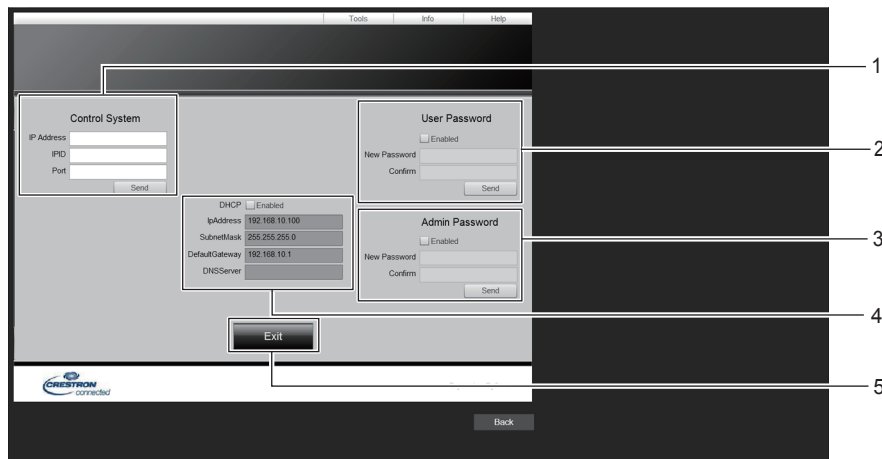 Tools Info Help
1
Control System
IP Address
IPID
Port
Send
User Password
Enabled
New Password
Confirm
Send
2
DHCP Enabled
IpAddress 192.168.10.100
SubnetMask 255.255.255.0
DefaultGateway 192.168.10.1
DNSServer
Admin Password
Enabled
New Password
Confirm
Send
3
4
Exit
5
CRESTRON
connected
Back